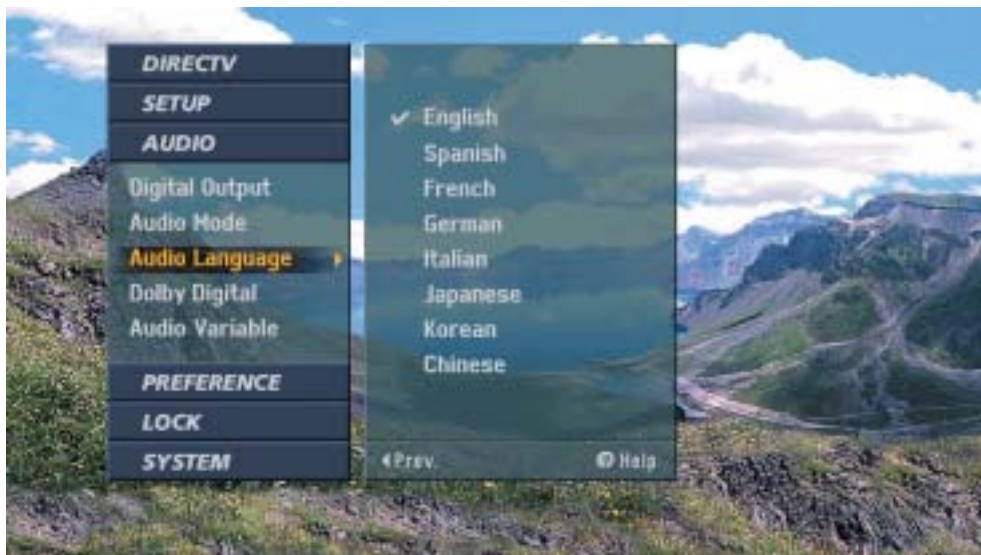 DIRECTV
SETUP
AUDIO
Digital Output
Audio Mode
Audio Language
Dolby Digital
Audio Variable
PREFERENCE
LOCK
SYSTEM
English
Spanish
French
German
Italian
Japanese
Korean
Chinese
Prev.
Help